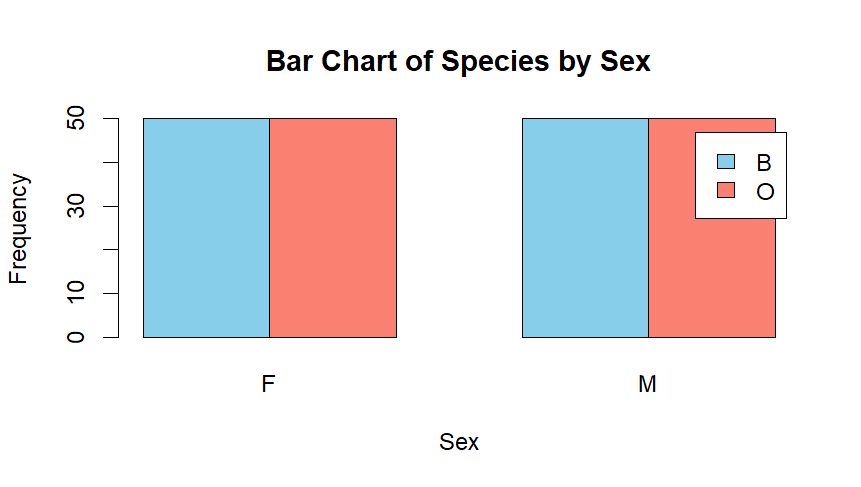 Bar Chart of Species by Sex
Frequency
50
30
10
0
B
O
F
M
Sex